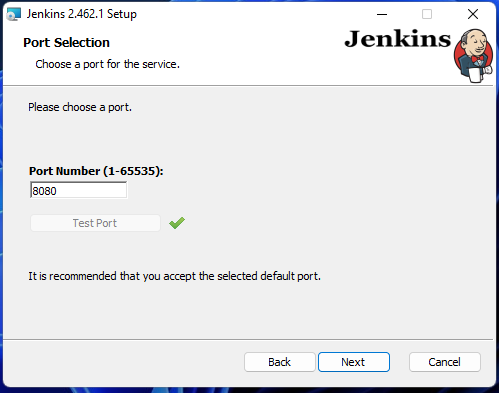 Jenkins 2.462.1 Setup
Port Selection
Choose a port for the service.
Jenkins
Please choose a port.
Port Number (1-65535):
8080
Test Port
It is recommended that you accept the selected default port.
Back
Next
Cancel